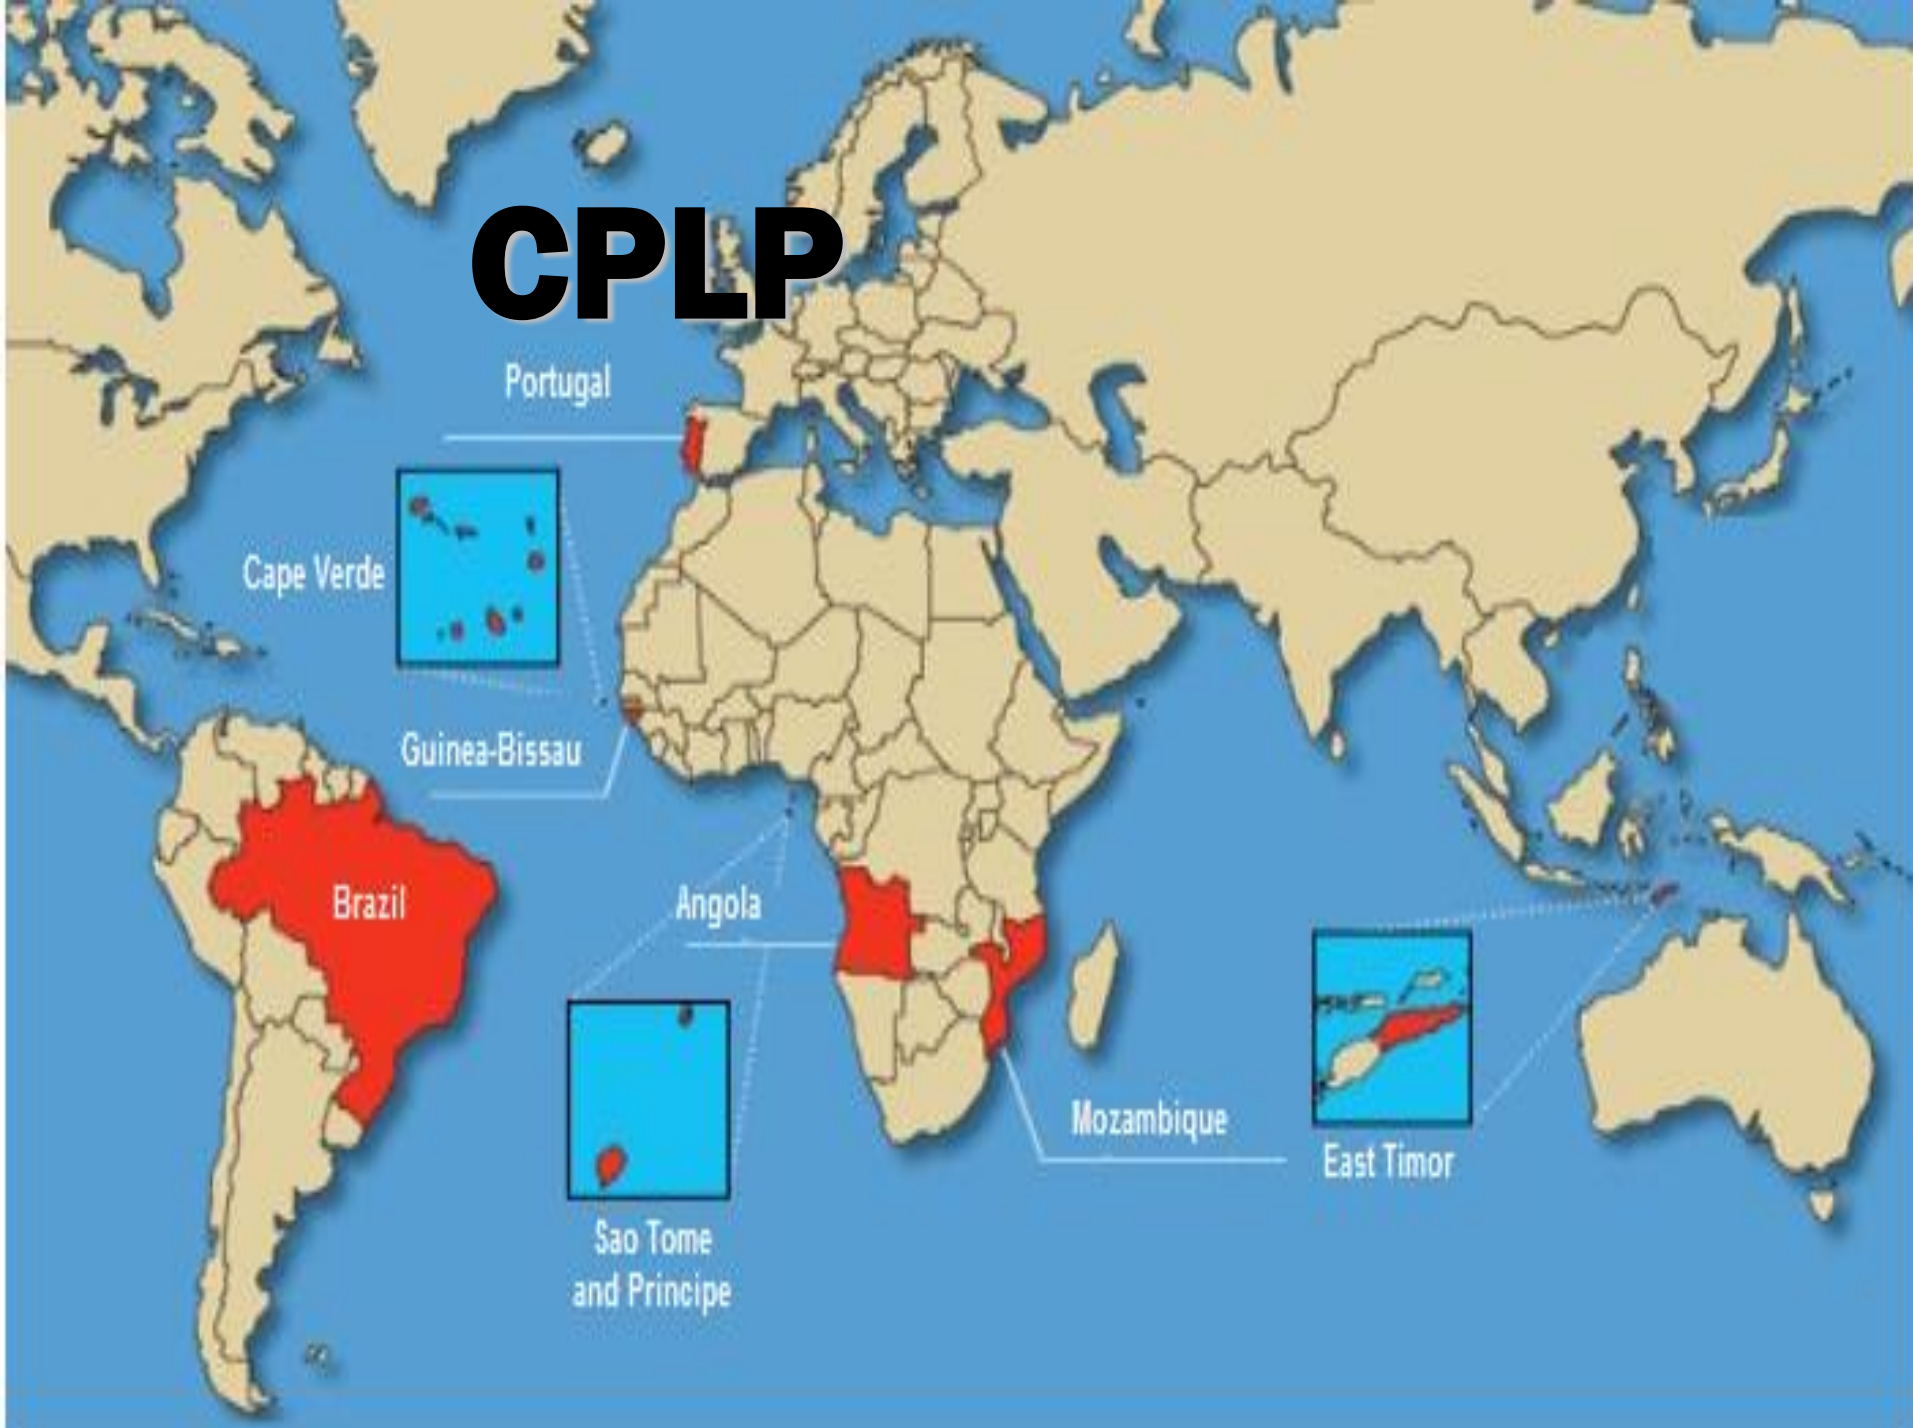 CPLP
Portugal
Cape Verde
Guinea-Bissau
Brazil
Angola
Mozambique
East Timor
Sao Tome
and Principe